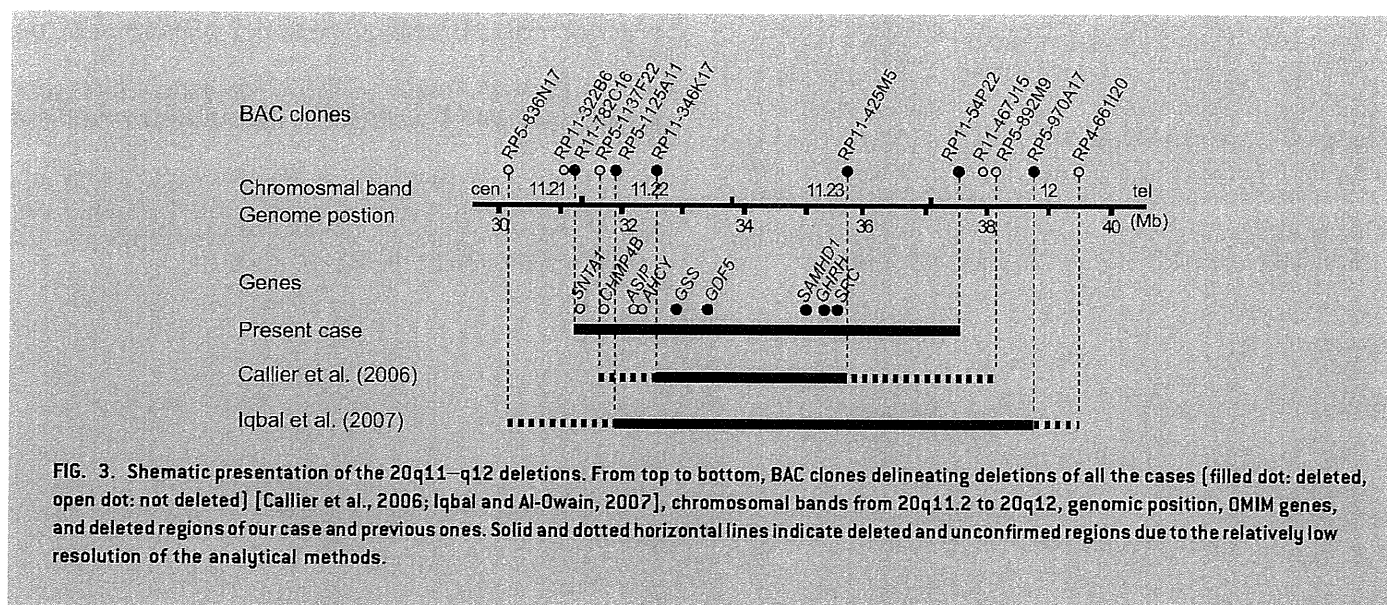 BAC clones
RP5-836N17
RP11-322B6
R11-782C16
RP5-1137F22
RP5-1125A11
RP11-346K17
RP11-425M5
RP11-54P22
R11-467J15
RP5-992M9
RP5-970A17
RP4-661I20
Chromosmal band
cen 11.21 11.22 11.23 12 tel
Genome postion
30 32 34 36 38 40 (Mb)
Genes
SNTA1
CHMP4B
ASIP
AHCY
GSS
GDF5
SAMHD1
GHRH
SRC
Present case
Callier et al. (2006)
Iqbal et al. (2007)
FIG. 3. Shematic presentation of the 20q11–q12 deletions. From top to bottom, BAC clones delineating deletions of all the cases (filled dot: deleted,
open dot: not deleted) [Callier et al., 2006; Iqbal and Al-Owain, 2007], chromosomal bands from 20q11.2 to 20q12, genomic position, OMIM genes,
and deleted regions of our case and previous ones. Solid and dotted horizontal lines indicate deleted and unconfirmed regions due to the relatively low
resolution of the analytical methods.